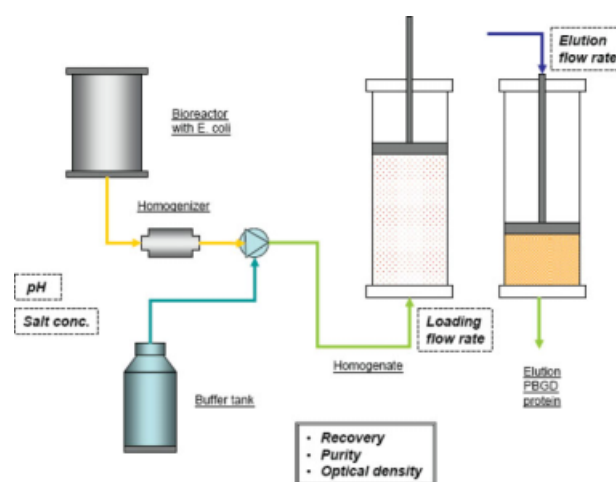 Elution
flow rate
Bioreactor
with E. coli
Homogenizer
pH
Salt conc.
Loading
flow rate
Homogenate
Elution
PBGD
protein
Buffer tank
• Recovery
• Purity
• Optical density